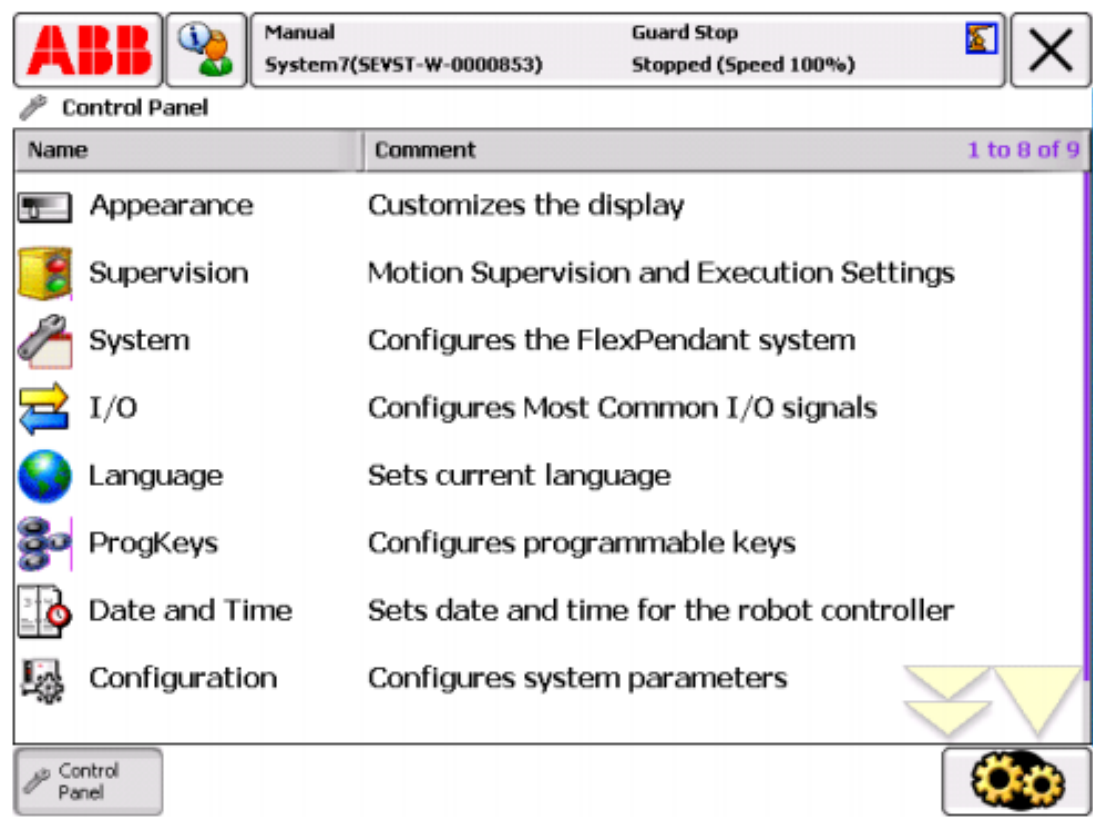 ABB
Manual
Guard Stop
System7(SEVST-W-0000853)
Stopped (Speed 100%)
Control Panel
Name
Comment
1 to 8 of 9
Appearance
Customizes the display
Supervision
Motion Supervision and Execution Settings
System
Configures the FlexPendant system
I/O
Configures Most Common I/O signals
Language
Sets current language
ProgKeys
Configures programmable keys
Date and Time
Sets date and time for the robot controller
Configuration
Configures system parameters
Control
Panel